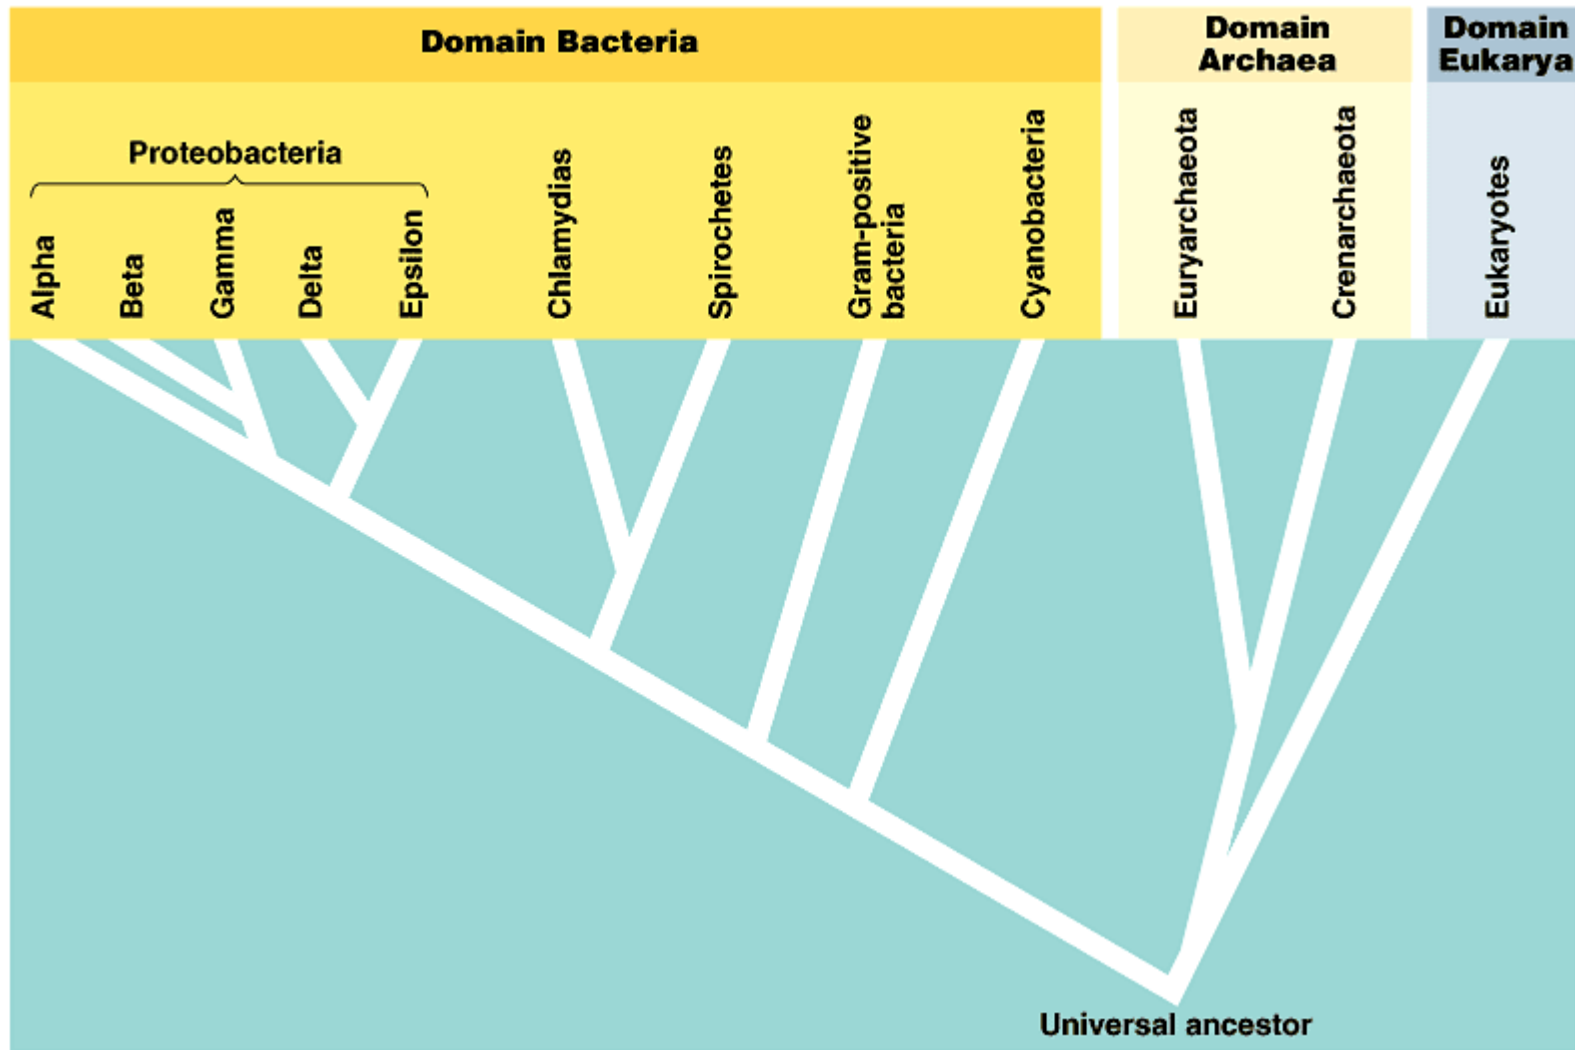 Domain Bacteria
Domain
Archaea
Domain
Eukarya
Proteobacteria
Alpha
Beta
Gamma
Delta
Epsilon
Chlamydias
Spirochetes
Gram-positive
bacteria
Cyanobacteria
Euryarchaeota
Crenarchaeota
Eukaryotes
Universal ancestor